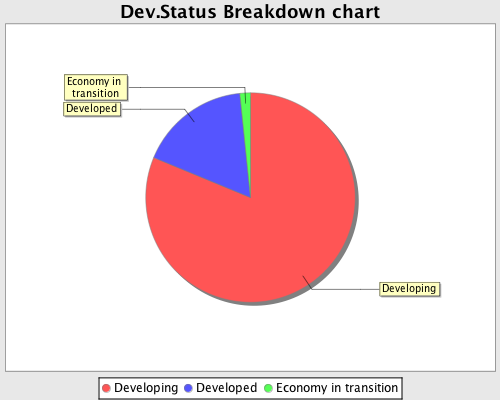 Dev.Status Breakdown chart
Economy in
transition
Developed
Developing
Developing
Developed
Economy in transition